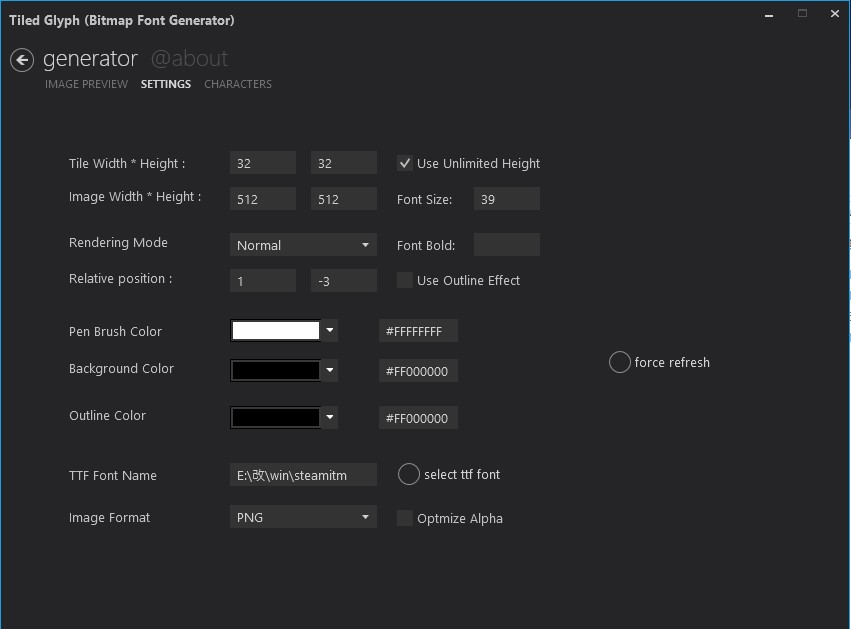 Tiled Glyph (Bitmap Font Generator)
generator @about
IMAGE PREVIEW SETTINGS CHARACTERS
Tile Width * Height : 32 32 Use Unlimited Height
Image Width * Height : 512 512 Font Size: 39
Rendering Mode Normal Font Bold:
Relative position : 1 -3 Use Outline Effect
Pen Brush Color #FFFFFFFF
force refresh
Background Color #FF000000
Outline Color #FF000000
TTF Font Name E:\改\win\steamitm select ttf font
Image Format PNG Optmize Alpha